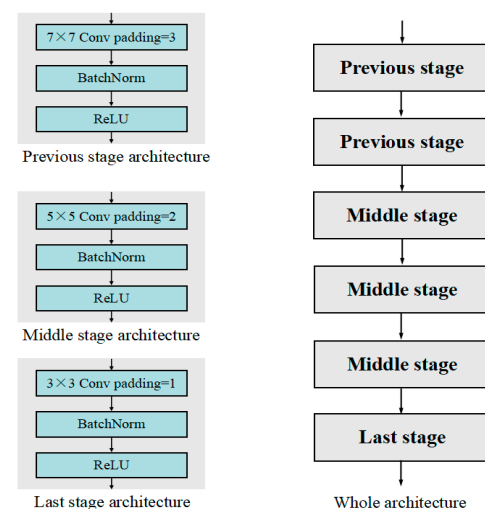 7×7 Conv padding=3
BatchNorm
ReLU
Previous stage architecture
5×5 Conv padding=2
BatchNorm
ReLU
Middle stage architecture
3×3 Conv padding=1
BatchNorm
ReLU
Last stage architecture
Previous stage
Previous stage
Middle stage
Middle stage
Middle stage
Last stage
Whole architecture